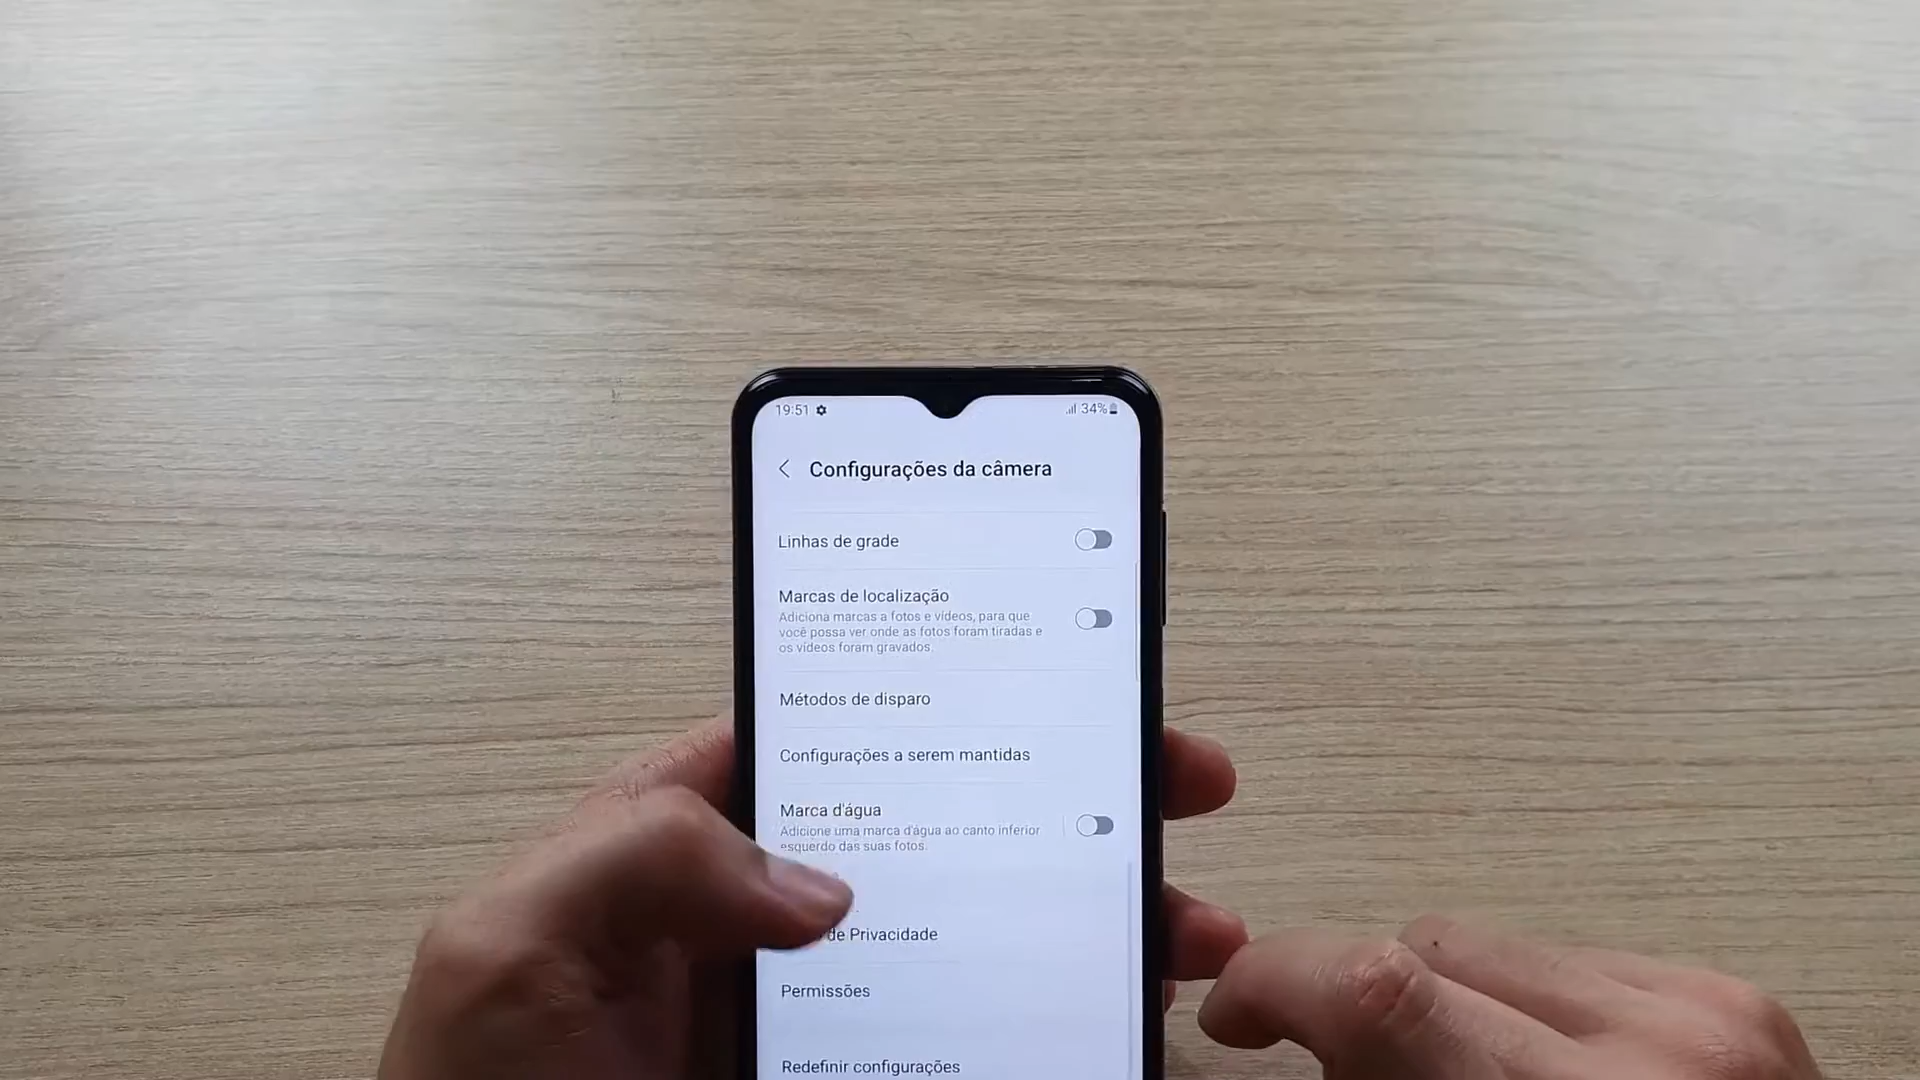 19:51
34%
Configurações da câmera
Linhas de grade
Marcas de localização
Adiciona marcas a fotos e vídeos, para que
você possa ver onde as fotos foram tiradas e
os vídeos foram gravados.
Métodos de disparo
Configurações a serem mantidas
Marca d'água
Adicione uma marca d'água ao canto inferior
esquerdo das suas fotos.
de Privacidade
Permissões
Redefinir configurações